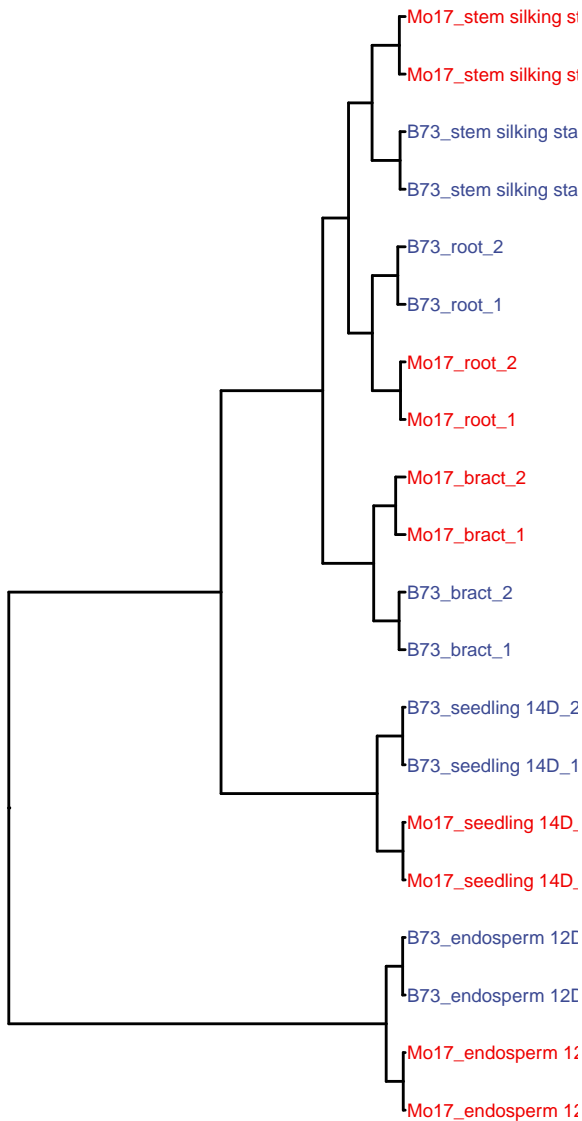 Mo17_stem silking st
Mo17_stem silking st
B73_stem silking sta
B73_stem silking sta
B73_root_2
B73_root_1
Mo17_root_2
Mo17_root_1
Mo17_bract_2
Mo17_bract_1
B73_bract_2
B73_bract_1
B73_seedling 14D_2
B73_seedling 14D_1
Mo17_seedling 14D_
Mo17_seedling 14D_
B73_endosperm 12D
B73_endosperm 12D
Mo17_endosperm 12
Mo17_endosperm 12